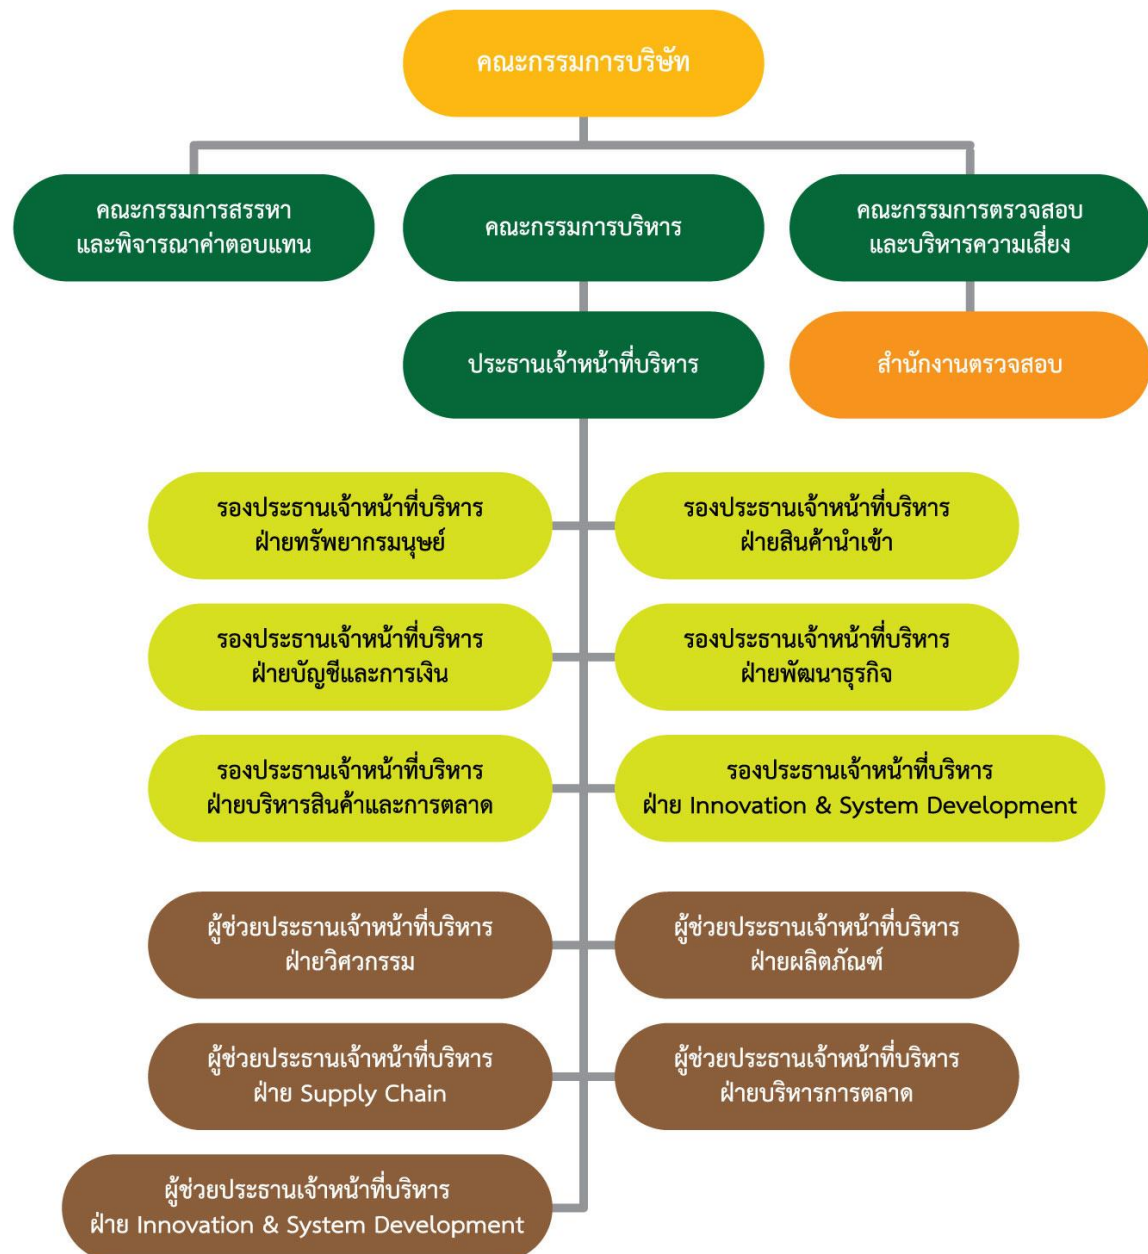 คณะกรรมการบริษัท
คณะกรรมการสรรหา
และพิจารณาค่าตอบแทน
คณะกรรมการบริหาร
คณะกรรมการตรวจสอบ
และบริหารความเสี่ยง
ประธานเจ้าหน้าที่บริหาร
สำนักงานตรวจสอบ
รองประธานเจ้าหน้าที่บริหาร
ฝ่ายทรัพยากรมนุษย์
รองประธานเจ้าหน้าที่บริหาร
ฝ่ายสินค้านำเข้า
รองประธานเจ้าหน้าที่บริหาร
ฝ่ายบัญชีและการเงิน
รองประธานเจ้าหน้าที่บริหาร
ฝ่ายพัฒนาธุรกิจ
รองประธานเจ้าหน้าที่บริหาร
ฝ่ายบริหารสินค้าและการตลาด
รองประธานเจ้าหน้าที่บริหาร
ฝ่าย Innovation & System Development
ผู้ช่วยประธานเจ้าหน้าที่บริหาร
ฝ่ายวิศวกรรม
ผู้ช่วยประธานเจ้าหน้าที่บริหาร
ฝ่ายผลิตภัณฑ์
ผู้ช่วยประธานเจ้าหน้าที่บริหาร
ฝ่าย Supply Chain
ผู้ช่วยประธานเจ้าหน้าที่บริหาร
ฝ่ายบริหารการตลาด
ผู้ช่วยประธานเจ้าหน้าที่บริหาร
ฝ่าย Innovation & System Development